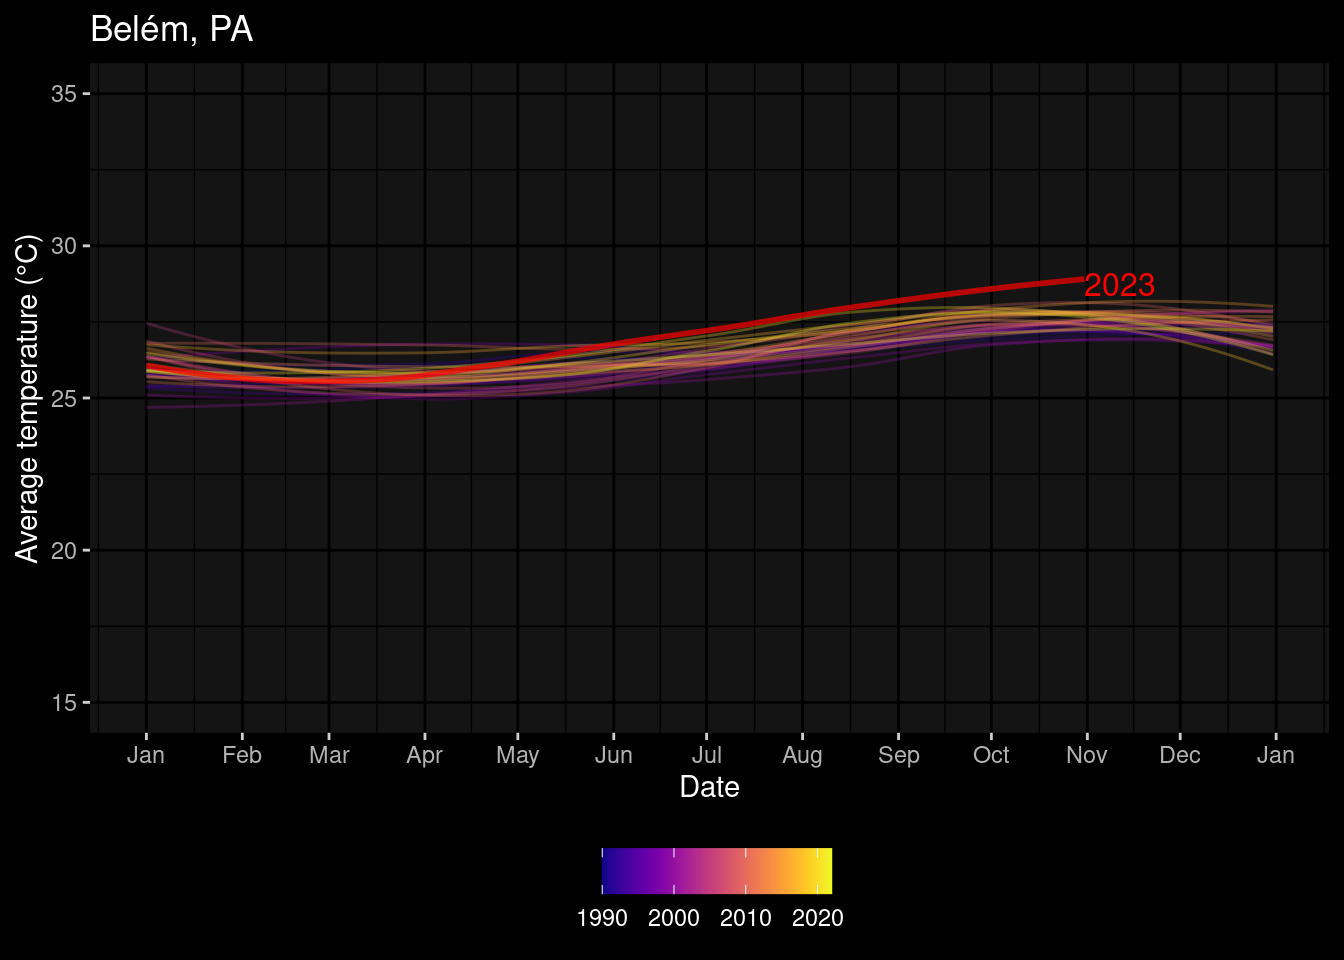 Belém, PA
Average temperature (°C)
35
30
25
20
15
2023
Jan Feb Mar Apr May Jun Jul Aug Sep Oct Nov Dec Jan
Date
1990 2000 2010 2020